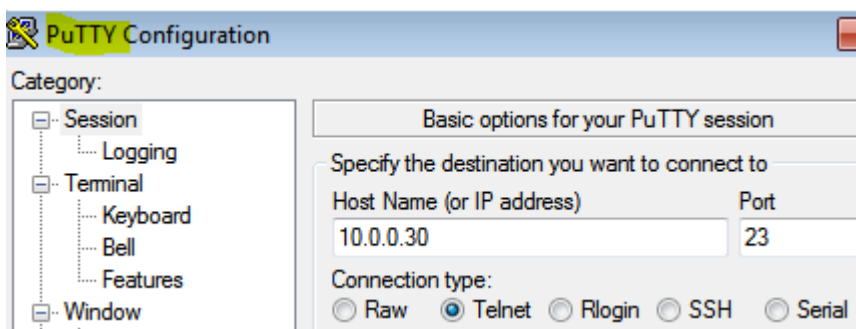 PuTTY Configuration
Category:
Session
Logging
Terminal
Keyboard
Bell
Features
Window
Basic options for your PuTTY session
Specify the destination you want to connect to
Host Name (or IP address) Port
10.0.0.30 23
Connection type:
Raw Telnet Rlogin SSH Serial